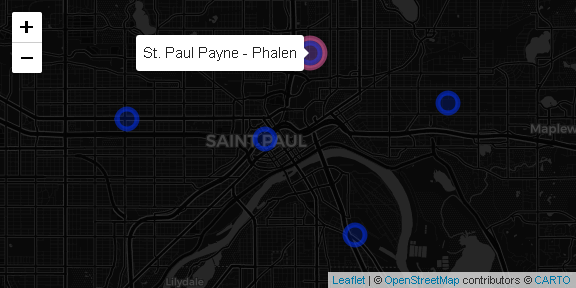 +
−
St. Paul Payne - Phalen
SAINT PAUL
Maplew
Lilydale
Leaflet | © OpenStreetMap contributors © CARTO